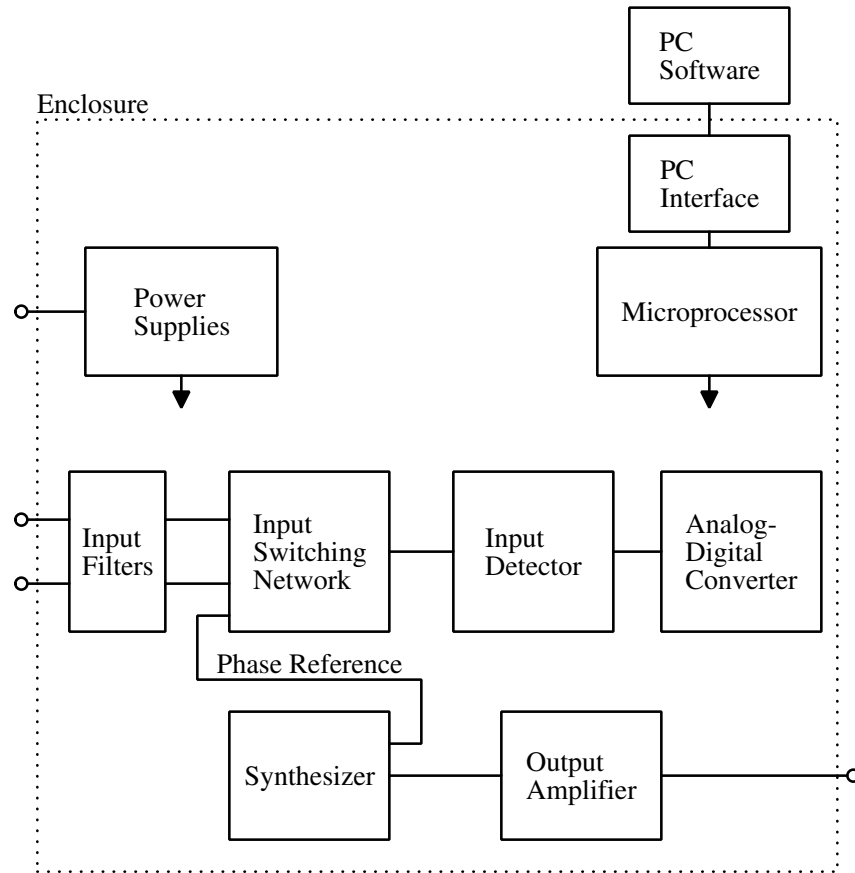 PC
Software
Enclosure
PC
Interface
Power
Supplies
Microprocessor
Input
Filters
Input
Switching
Network
Input
Detector
Analog-
Digital
Converter
Phase Reference
Synthesizer
Output
Amplifier